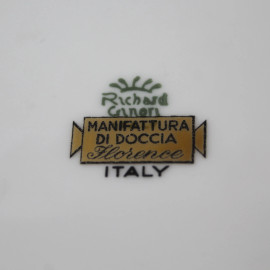 Richard
Ginori
MANIFATTURA
DI DOCCIA
Florence
ITALY